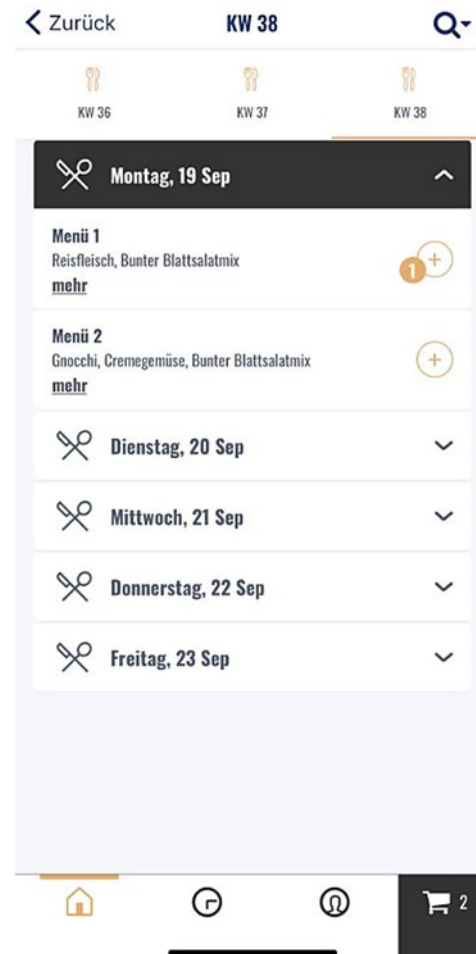 Zurück
KW 38
KW 36
KW 37
KW 38
Montag, 19 Sep
Menü 1
Reisfleisch, Bunter Blattsalatmix
1
mehr
Menü 2
Gnocchi, Cremegemüse, Bunter Blattsalatmix
mehr
Dienstag, 20 Sep
Mittwoch, 21 Sep
Donnerstag, 22 Sep
Freitag, 23 Sep
2